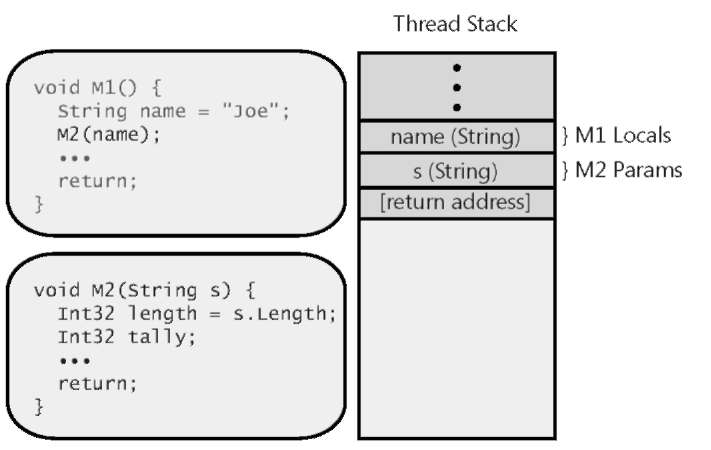 Thread Stack
void M1() {
String name = "Joe";
M2(name);
•••
return;
}
name (String)
} M1 Locals
s (String)
} M2 Params
[return address]
void M2(String s) {
Int32 length = s.Length;
Int32 tally;
•••
return;
}